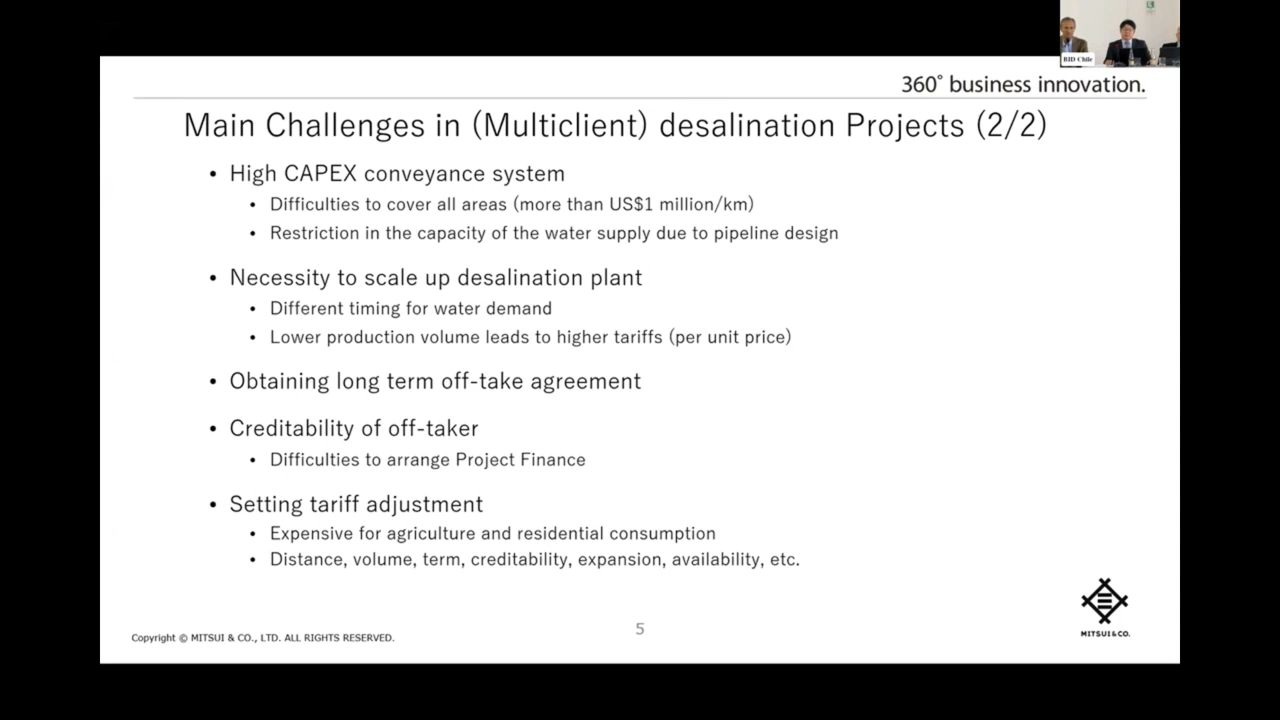 BID Chile
360° business innovation.
Main Challenges in (Multiclient) desalination Projects (2/2)
• High CAPEX conveyance system
• Difficulties to cover all areas (more than US$1 million/km)
• Restriction in the capacity of the water supply due to pipeline design
• Necessity to scale up desalination plant
• Different timing for water demand
• Lower production volume leads to higher tariffs (per unit price)
• Obtaining long term off-take agreement
• Creditability of off-taker
• Difficulties to arrange Project Finance
• Setting tariff adjustment
• Expensive for agriculture and residential consumption
• Distance, volume, term, creditability, expansion, availability, etc.
MITSUI & CO.
Copyright © MITSUI & CO., LTD. ALL RIGHTS RESERVED.
5